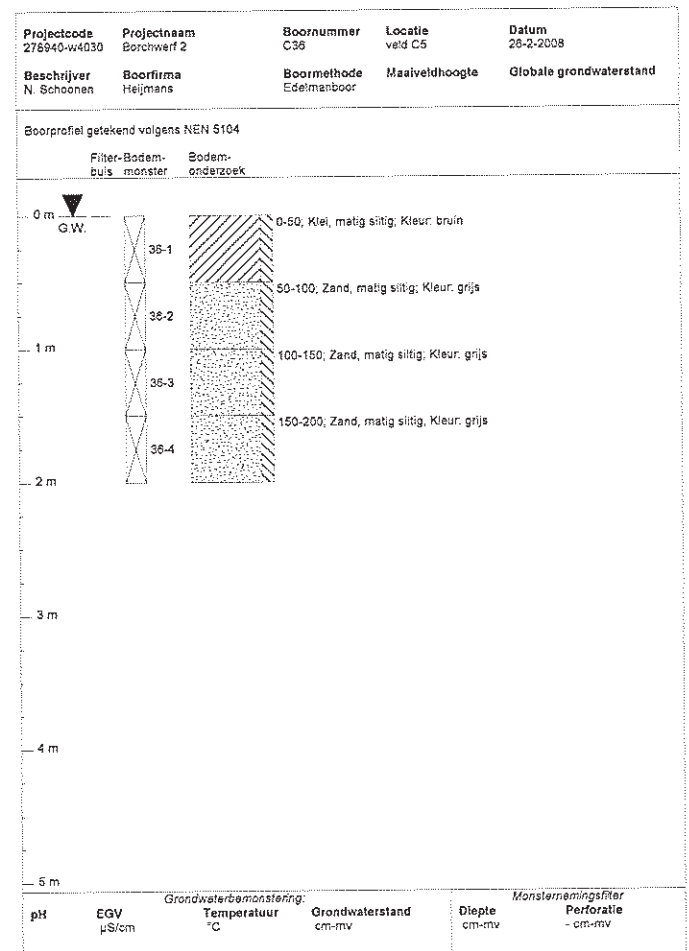 Projectcode Projectnaam Boornummer Locatie Datum
276940-w4030 Borchwerf 2 C36 veld C5 26-2-2008
Beschrijver Boorfirma Boormethode Maaiveldhoogte Globale grondwaterstand
N. Schoonen Heijmans Edelmanboor
Boorprofiel getekend volgens NEN 5104
Filter- Bodem- Bodem-
buis monster onderzoek
0 m
G.W.
0-50; Klei, matig siltig; Kleur: bruin
36-1
50-100; Zand, matig siltig; Kleur: grijs
36-2
1 m
100-150; Zand, matig siltig; Kleur: grijs
36-3
150-200; Zand, matig siltig, Kleur: grijs
36-4
2 m
3 m
4 m
5 m
Grondwaterbemonstering: Monsternemingsfilter
pH EGV Temperatuur Grondwaterstand Diepte Perforatie
µS/cm °C cm-mv cm-mv - cm-mv